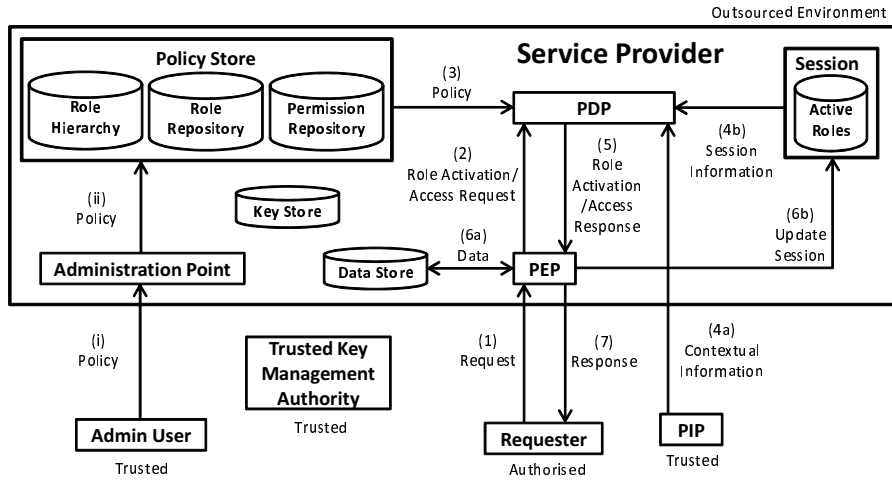 Outsourced Environment
Service Provider
Policy Store
Role
Hierarchy
Role
Repository
Permission
Repository
(3)
Policy
PDP
Session
Active
Roles
(4b)
Session
Information
(2)
Role Activation/
Access Request
(5)
Role
Activation
/Access
Response
(ii)
Policy
Key Store
(6a)
Data
(6b)
Update
Session
Administration Point
Data Store
PEP
(i)
Policy
Trusted Key
Management
Authority
Trusted
(1)
Request
(7)
Response
(4a)
Contextual
Information
Admin User
Trusted
Requester
Authorised
PIP
Trusted